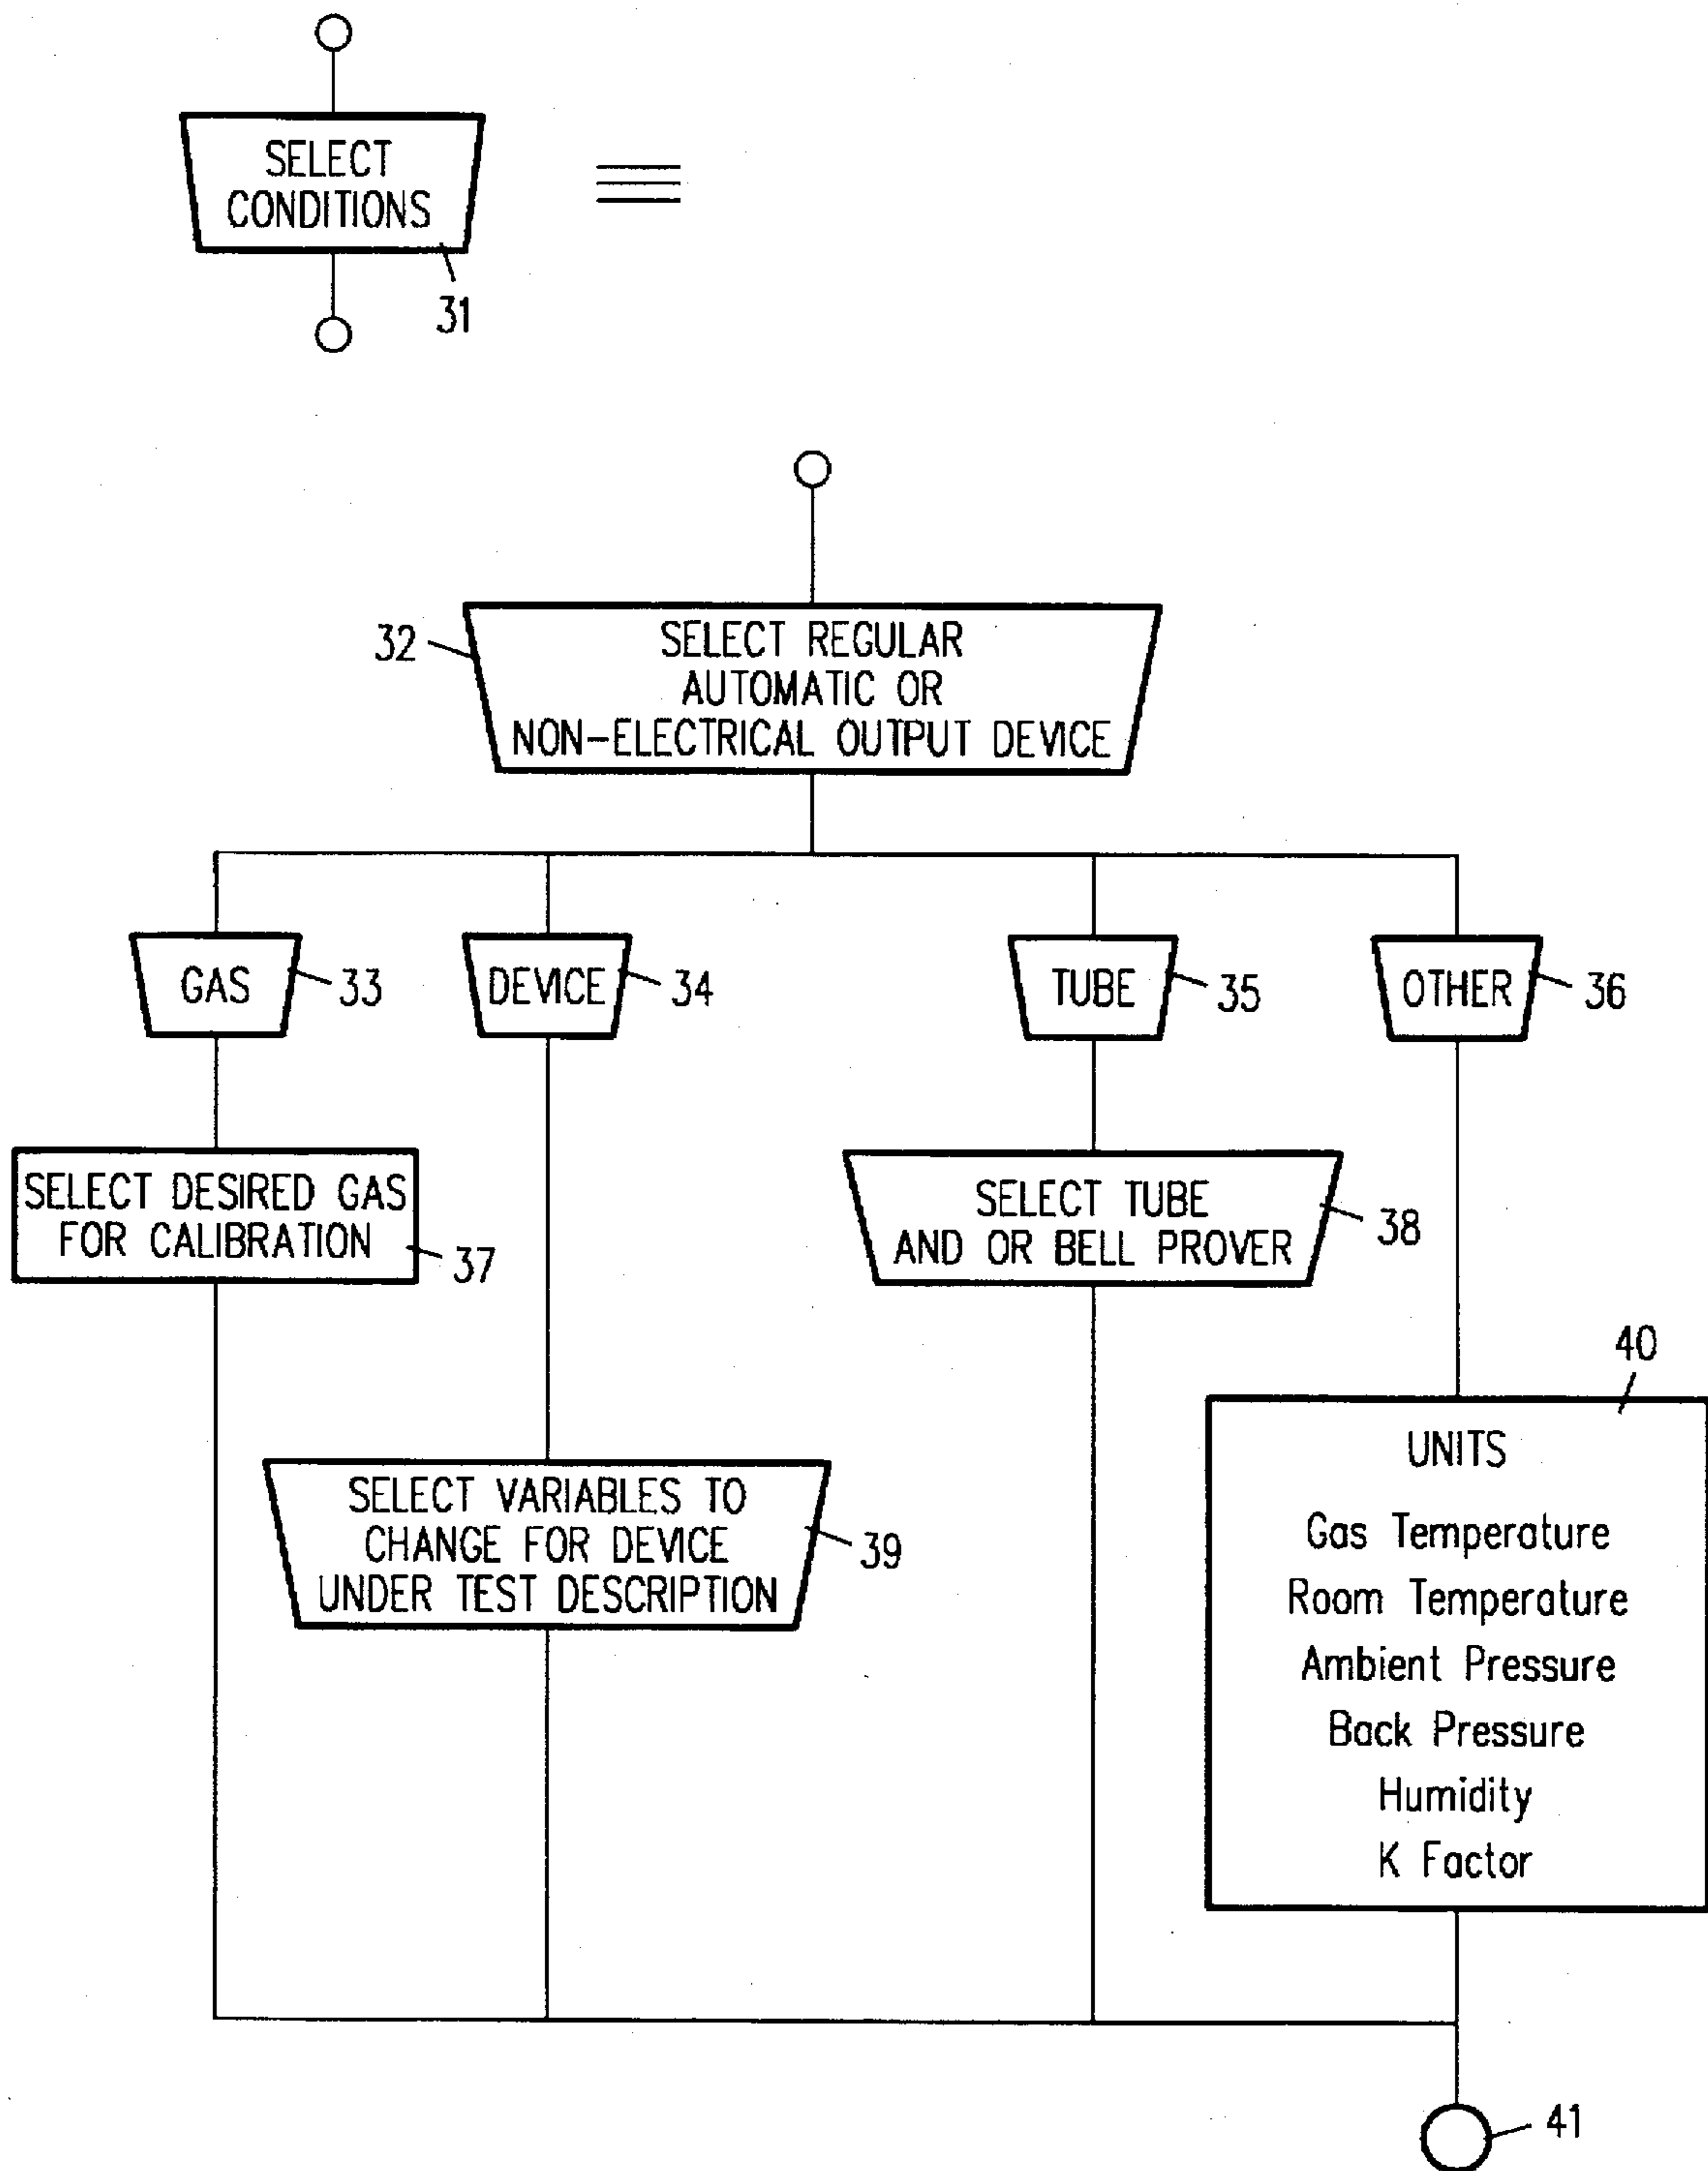 SELECT
CONDITIONS
31
32
SELECT REGULAR
AUTOMATIC OR
NON-ELECTRICAL OUTPUT DEVICE
GAS
33
DEVICE
34
TUBE
35
OTHER
36
SELECT DESIRED GAS
FOR CALIBRATION
37
SELECT TUBE
AND OR BELL PROVER
38
SELECT VARIABLES TO
CHANGE FOR DEVICE
UNDER TEST DESCRIPTION
39
40
UNITS
Gas Temperature
Room Temperature
Ambient Pressure
Back Pressure
Humidity
K Factor
41